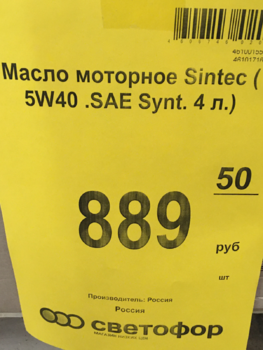 Масло моторное Sintec (
5W40 .SAE Synt. 4 л.)
889
50
руб
шт
Производитель: Россия
Россия
светофор